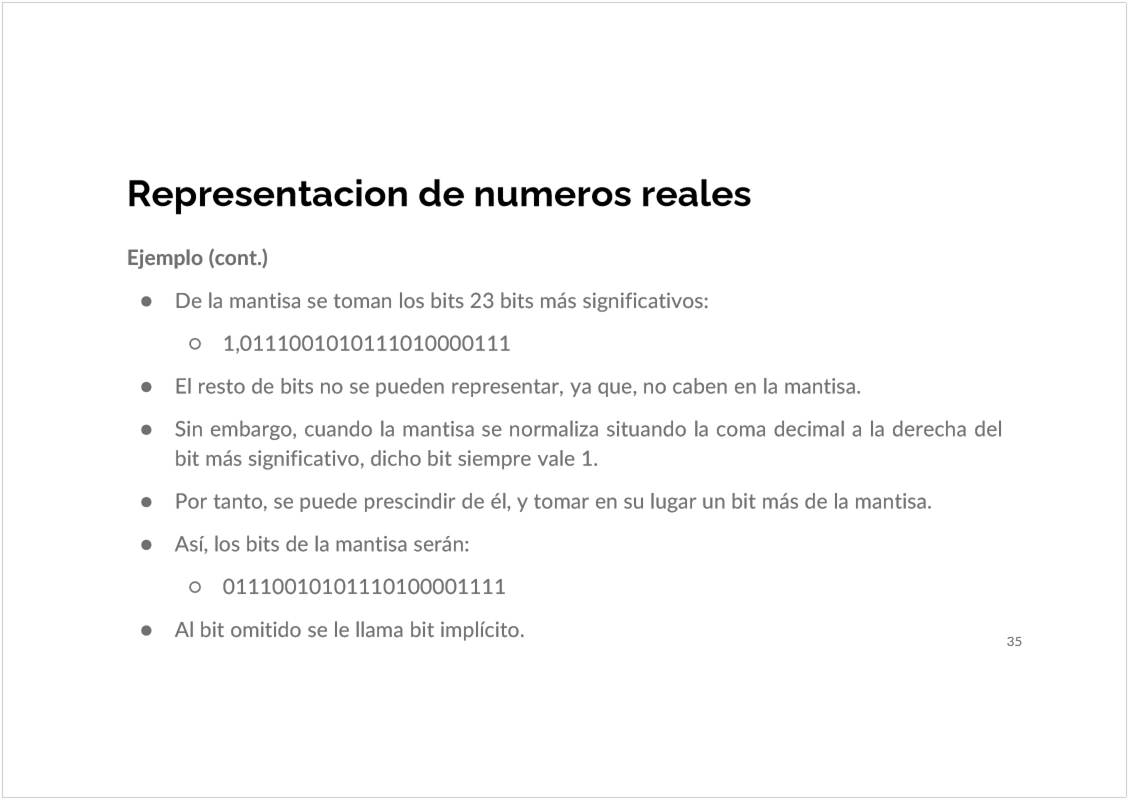 Representacion de numeros reales
Ejemplo (cont.)
● De la mantisa se toman los bits 23 bits más significativos:
○ 1,0111001010111010000111
● El resto de bits no se pueden representar, ya que, no caben en la mantisa.
● Sin embargo, cuando la mantisa se normaliza situando la coma decimal a la derecha del
bit más significativo, dicho bit siempre vale 1.
● Por tanto, se puede prescindir de él, y tomar en su lugar un bit más de la mantisa.
● Así, los bits de la mantisa serán:
○ 01110010101110100001111
● Al bit omitido se le llama bit implícito.
35